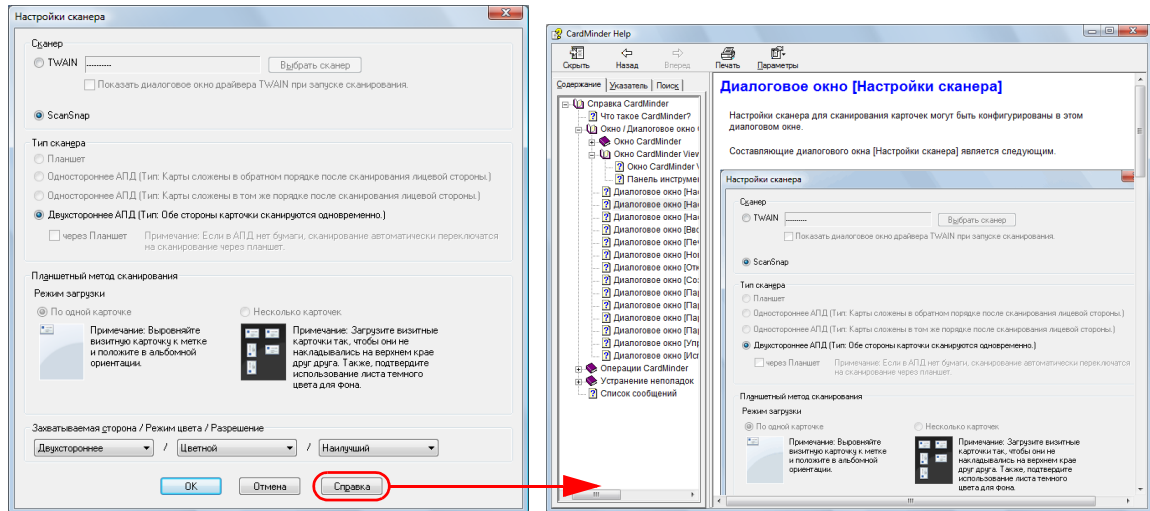 Настройки сканера
Сканер
TWAIN ---------- Выбрать сканер
Показать диалоговое окно драйвера TWAIN при запуске сканирования.
ScanSnap
Тип сканера
Планшет
Одностороннее АПД (Тип: Карты сложены в обратном порядке после сканирования лицевой стороны.)
Одностороннее АПД (Тип: Карты сложены в том же порядке после сканирования лицевой стороны.)
Двухстороннее АПД (Тип: Обе стороны карточки сканируются одновременно.)
через Планшет Примечание: Если в АПД нет бумаги, сканирование автоматически переключатся
на сканирование через планшет.
Планшетный метод сканирования
Режим загрузки
По одной карточке
Примечание: Выровняйте
визитную карточку к метке
и положите в альбомной
ориентации.
Несколько карточек
Примечание: Загрузите визитные
карточки так, чтобы они не
накладывались на верхнем крае
друг друга. Также, подтвердите
использование листа темного
цвета для фона.
Захватываемая сторона / Режим цвета / Разрешение
Двухстороннее / Цветной / Наилучший
OK Отмена Справка
CardMinder Help
Скрыть Назад Вперед Печать Параметры
Содержание Указатель Поиск
Справка CardMinder
Что такое CardMinder?
Окно / Диалоговое окно
Окно CardMinder
Окно CardMinder View
Окно CardMinder
Панель инструме
Диалоговое окно [На
Диалоговое окно [На
Диалоговое окно [На
Диалоговое окно [Вво
Диалоговое окно [Печ
Диалоговое окно [Но
Диалоговое окно [От
Диалоговое окно [Со
Диалоговое окно [Па
Диалоговое окно [Па
Диалоговое окно [Па
Диалоговое окно [Па
Диалоговое окно [Упр
Диалоговое окно [Исп
Операции CardMinder
Устранение неполадок
Список сообщений
Диалоговое окно [Настройки сканера]
Настройки сканера для сканирования карточек могут быть конфигурированы в этом
диалоговом окне.
Составляющие диалогового окна [Настройки сканера] является следующим.
Настройки сканера
Сканер
TWAIN ---------- Выбрать сканер
Показать диалоговое окно драйвера TWAIN при запуске сканирования.
ScanSnap
Тип сканера
Планшет
Одностороннее АПД (Тип: Карты сложены в обратном порядке после сканирования лицевой стороны.)
Одностороннее АПД (Тип: Карты сложены в том же порядке после сканирования лицевой стороны.)
Двухстороннее АПД (Тип: Обе стороны карточки сканируются одновременно.)
через Планшет Примечание: Если в АПД нет бумаги, сканирование автоматически переключатся
на сканирование через планшет.
Планшетный метод сканирования
Режим загрузки
По одной карточке
Примечание: Выровняйте
визитную карточку к метке
и положите в альбомной
ориентации.
Несколько карточек
Примечание: Загрузите визитные
карточки так, чтобы они не
накладывались на верхнем крае
друг друга. Также, подтвердите
использование листа темного
цвета для фона.